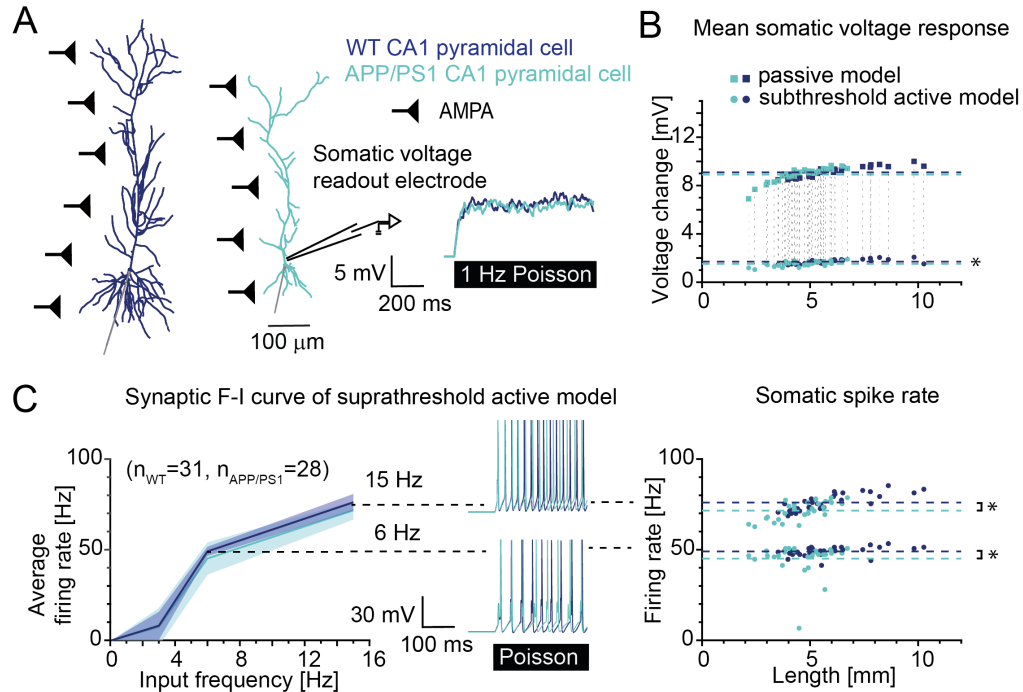 A
WT CA1 pyramidal cell
APP/PS1 CA1 pyramidal cell
AMPA
Somatic voltage
readout electrode
5 mV
200 ms
1 Hz Poisson
100 μm
B
Mean somatic voltage response
passive model
subthreshold active model
Voltage change [mV]
12
8
4
0
0 5 10
*
C
Synaptic F-I curve of suprathreshold active model
(nWT=31, nAPP/PS1=28)
Average
firing rate [Hz]
100
50
0
0 4 8 12 16
Input frequency [Hz]
15 Hz
6 Hz
30 mV
100 ms
Poisson
Somatic spike rate
Firing rate [Hz]
100
50
0
*
*
0 5 10
Length [mm]